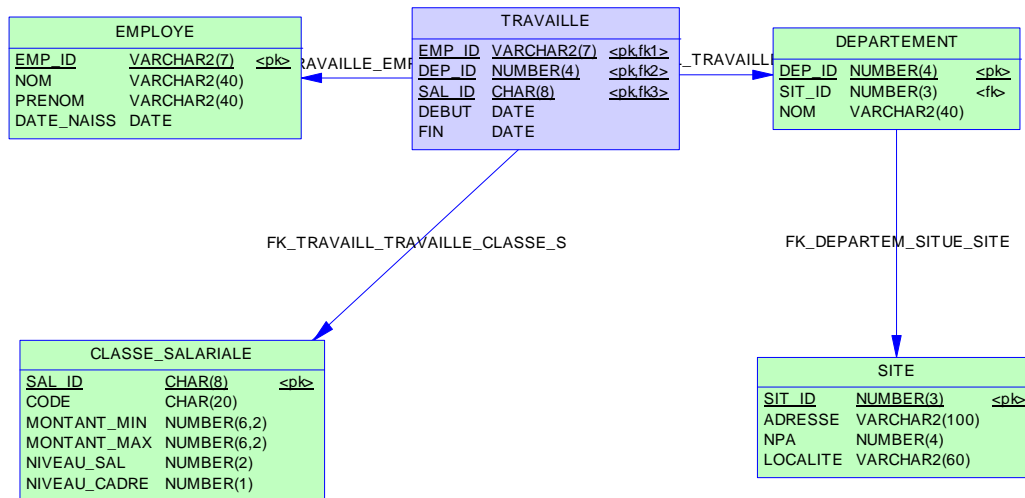 EMPLOYE
EMP_ID VARCHAR2(7) <pk>
NOM VARCHAR2(40)
PRENOM VARCHAR2(40)
DATE_NAISS DATE
TRAVAILLE
EMP_ID VARCHAR2(7) <pk,fk1>
DEP_ID NUMBER(4) <pk,fk2>
SAL_ID CHAR(8) <pk,fk3>
DEBUT DATE
FIN DATE
DEPARTEMENT
DEP_ID NUMBER(4) <pk>
SIT_ID NUMBER(3) <fk>
NOM VARCHAR2(40)
RAVAILLE_EMP
_TRAVAILLE
FK_TRAVAILL_TRAVAILLE_CLASSE_S
FK_DEPARTEM_SITUE_SITE
CLASSE_SALARIALE
SAL_ID CHAR(8) <pk>
CODE CHAR(20)
MONTANT_MIN NUMBER(6,2)
MONTANT_MAX NUMBER(6,2)
NIVEAU_SAL NUMBER(2)
NIVEAU_CADRE NUMBER(1)
SITE
SIT_ID NUMBER(3) <pk>
ADRESSE VARCHAR2(100)
NPA NUMBER(4)
LOCALITE VARCHAR2(60)